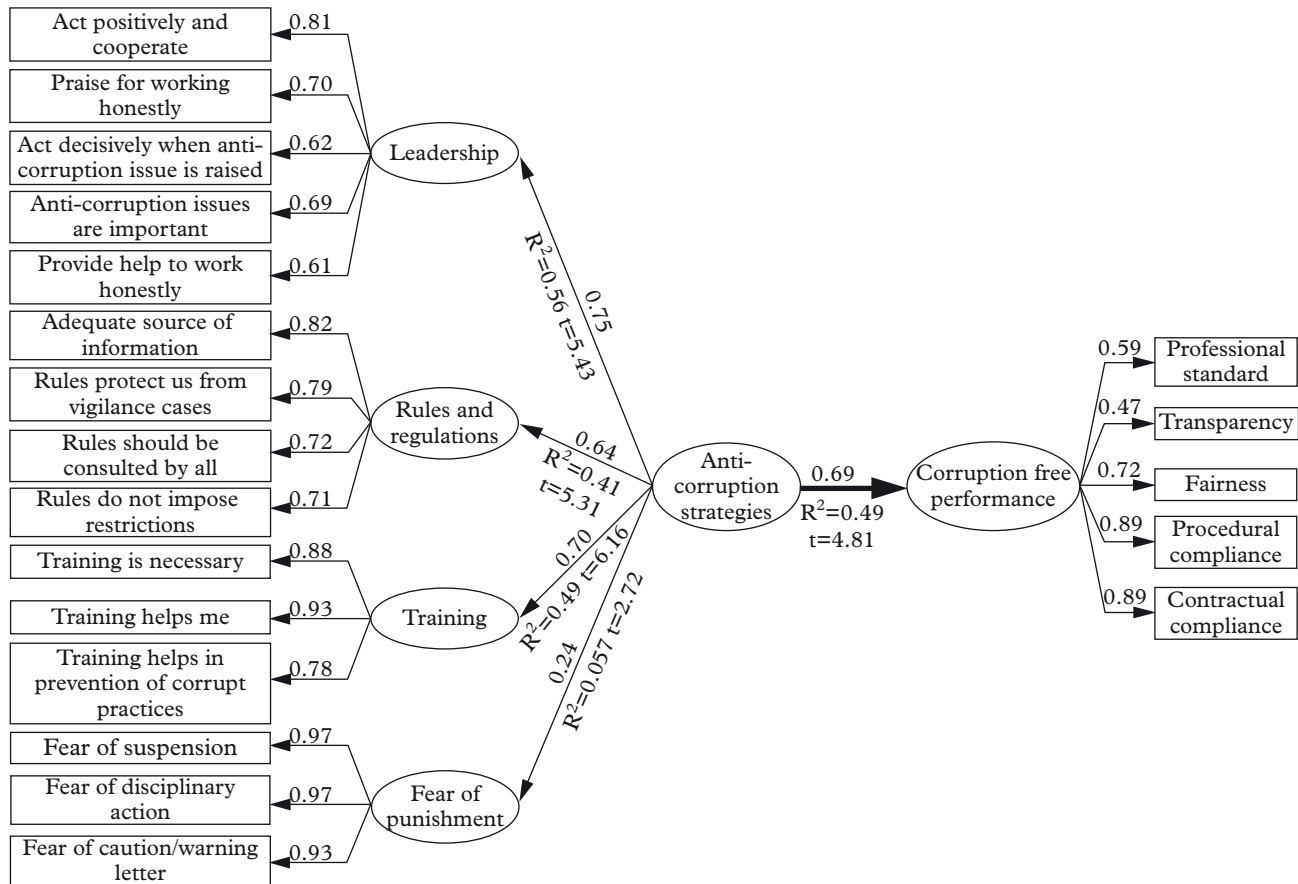 Act positively and
cooperate
0.81
Praise for working
honestly
0.70
Act decisively when anti-
corruption issue is raised
0.62
Anti-corruption issues
are important
0.69
Provide help to work
honestly
0.61
Leadership
Adequate source of
information
0.82
Rules protect us from
vigilance cases
0.79
Rules should be
consulted by all
0.72
Rules do not impose
restrictions
0.71
Rules and
regulations
Training is necessary
0.88
Training helps me
0.93
Training helps in
prevention of corrupt
practices
0.78
Training
Fear of suspension
0.97
Fear of disciplinary
action
0.97
Fear of caution/warning
letter
0.93
Fear of
punishment
0.75
R²=0.56 t=5.43
0.64
R²=0.41
t=5.31
0.70
R²=0.49 t=6.16
0.24
R²=0.057 t=2.72
Anti-
corruption
strategies
0.69
R²=0.49
t=4.81
Corruption free
performance
0.59
Professional
standard
0.47
Transparency
0.72
Fairness
0.89
Procedural
compliance
0.89
Contractual
compliance